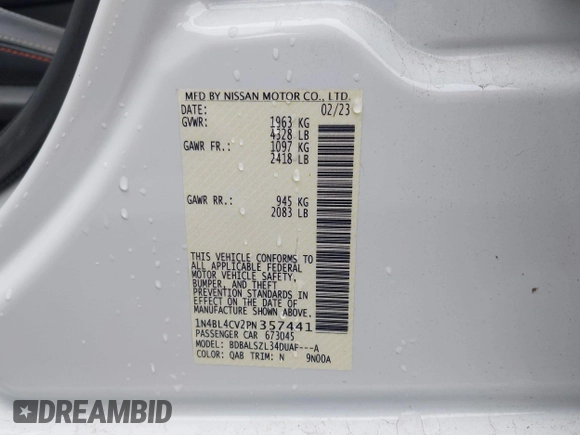 MFD BY NISSAN MOTOR CO., LTD.
DATE: 02/23
GVWR: 1963 KG
4328 LB
GAWR FR.: 1097 KG
2418 LB
GAWR RR.: 945 KG
2083 LB
THIS VEHICLE CONFORMS TO
ALL APPLICABLE FEDERAL
MOTOR VEHICLE SAFETY,
BUMPER, AND THEFT
PREVENTION STANDARDS IN
EFFECT ON THE DATE OF
MANUFACTURE SHOWN ABOVE.
1N4BL4CV2PN357441
PASSENGER CAR 673045
MODEL: BDBALSZL34DUAF---A
COLOR: QAB TRIM: N 9N00A
DREAMBID
DREAMBID.COM